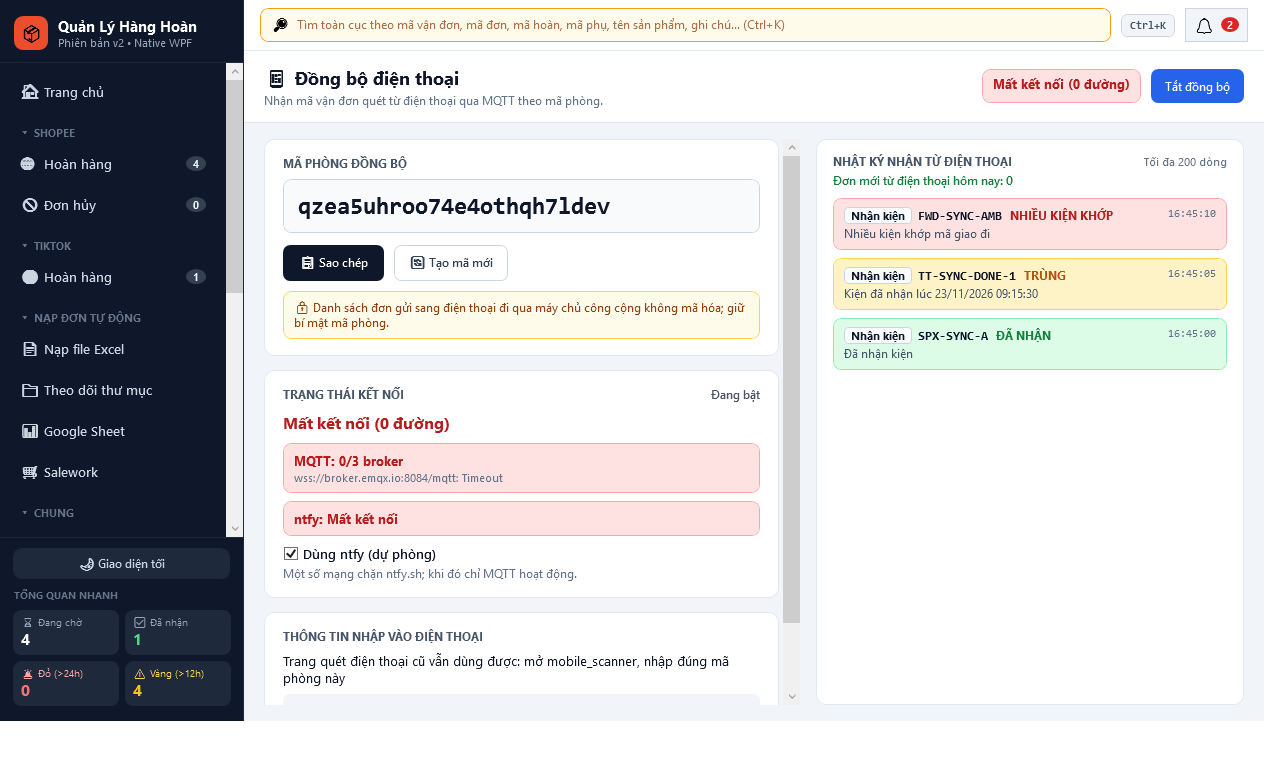 Quản Lý Hàng Hoàn
Phiên bản v2 • Native WPF
Trang chủ
SHOPEE
Hoàn hàng 4
Đơn hủy 0
TIKTOK
Hoàn hàng 1
NẠP ĐƠN TỰ ĐỘNG
Nạp file Excel
Theo dõi thư mục
Google Sheet
Salework
CHUNG
Giao diện tối
TỔNG QUAN NHANH
Đang chờ
4
Đã nhận
1
Đỏ (>24h)
0
Vàng (>12h)
4
Tìm toàn cục theo mã vận đơn, mã đơn, mã hoàn, mã phụ, tên sản phẩm, ghi chú... (Ctrl+K)
Ctrl+K
2
Đồng bộ điện thoại
Nhận mã vận đơn quét từ điện thoại qua MQTT theo mã phòng.
Mất kết nối (0 đường)
Tắt đồng bộ
MÃ PHÒNG ĐỒNG BỘ
qzea5uhroo74e4othqh7ldev
Sao chép
Tạo mã mới
Danh sách đơn gửi sang điện thoại đi qua máy chủ công cộng không mã hóa; giữ
bí mật mã phòng.
TRẠNG THÁI KẾT NỐI
Đang bật
Mất kết nối (0 đường)
MQTT: 0/3 broker
wss://broker.emqx.io:8084/mqtt: Timeout
ntfy: Mất kết nối
Dùng ntfy (dự phòng)
Một số mạng chặn ntfy.sh; khi đó chỉ MQTT hoạt động.
THÔNG TIN NHẬP VÀO ĐIỆN THOẠI
Trang quét điện thoại cũ vẫn dùng được: mở mobile_scanner, nhập đúng mã
phòng này
NHẬT KÝ NHẬN TỪ ĐIỆN THOẠI
Tối đa 200 dòng
Đơn mới từ điện thoại hôm nay: 0
Nhận kiện FWD-SYNC-AMB NHIỀU KIỆN KHỚP 16:45:10
Nhiều kiện khớp mã giao đi
Nhận kiện TT-SYNC-DONE-1 TRÙNG 16:45:05
Kiện đã nhận lúc 23/11/2026 09:15:30
Nhận kiện SPX-SYNC-A ĐÃ NHẬN 16:45:00
Đã nhận kiện